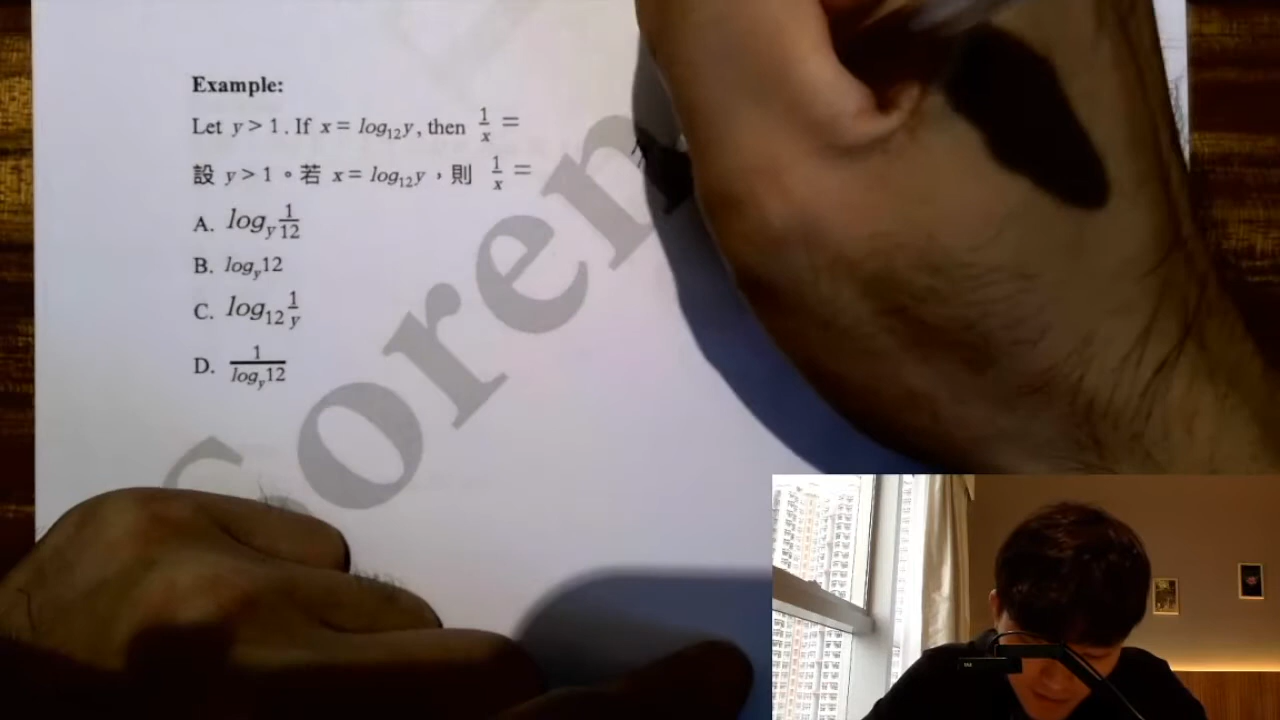 Example:
Let y > 1. If x = log₁₂y, then 1/x =
設 y > 1。若 x = log₁₂y，則 1/x =
A. log_y 1/12
B. log_y 12
C. log₁₂ 1/y
D. 1/log_y 12
Soren